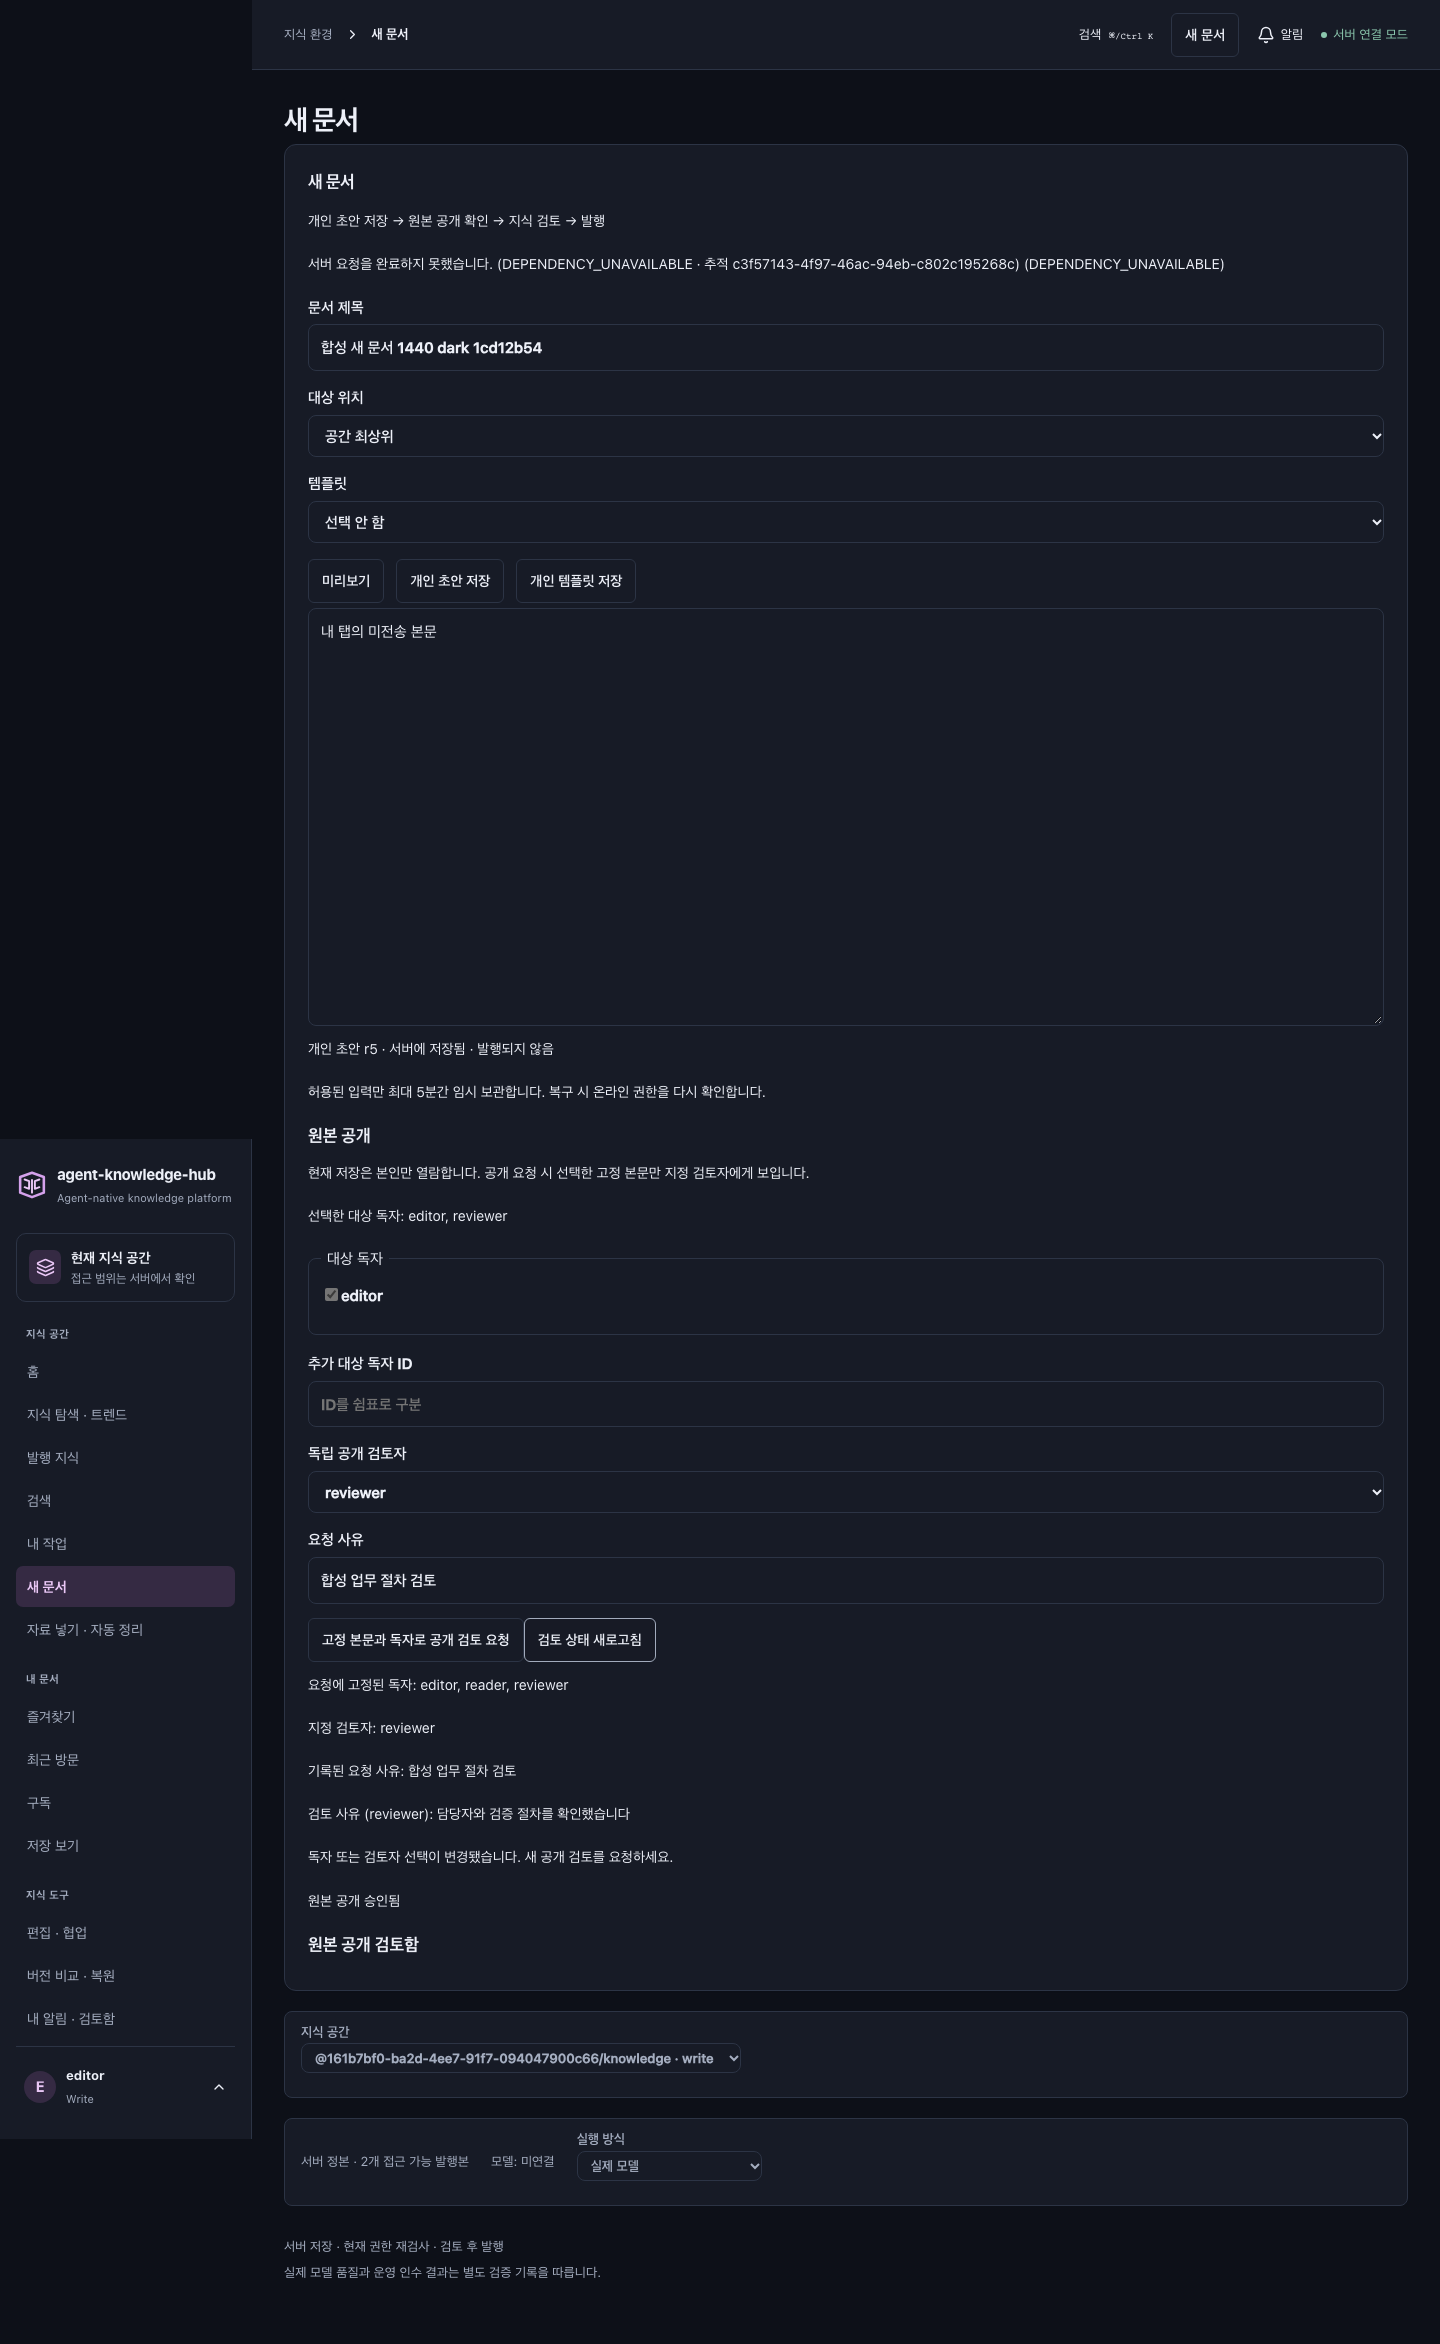 지식 환경 > 새 문서
검색 ⌘/Ctrl K
새 문서
알림
서버 연결 모드
새 문서
새 문서
개인 초안 저장 → 원본 공개 확인 → 지식 검토 → 발행
서버 요청을 완료하지 못했습니다. (DEPENDENCY_UNAVAILABLE · 추적 c3f57143-4f97-46ac-94eb-c802c195268c) (DEPENDENCY_UNAVAILABLE)
문서 제목
합성 새 문서 1440 dark 1cd12b54
대상 위치
공간 최상위
템플릿
선택 안 함
미리보기
개인 초안 저장
개인 템플릿 저장
내 탭의 미전송 본문
개인 초안 r5 · 서버에 저장됨 · 발행되지 않음
허용된 입력만 최대 5분간 임시 보관합니다. 복구 시 온라인 권한을 다시 확인합니다.
원본 공개
현재 저장은 본인만 열람합니다. 공개 요청 시 선택한 고정 본문만 지정 검토자에게 보입니다.
선택한 대상 독자: editor, reviewer
대상 독자
editor
추가 대상 독자 ID
ID를 쉼표로 구분
독립 공개 검토자
reviewer
요청 사유
합성 업무 절차 검토
고정 본문과 독자로 공개 검토 요청
검토 상태 새로고침
요청에 고정된 독자: editor, reader, reviewer
지정 검토자: reviewer
기록된 요청 사유: 합성 업무 절차 검토
검토 사유 (reviewer): 담당자와 검증 절차를 확인했습니다
독자 또는 검토자 선택이 변경됐습니다. 새 공개 검토를 요청하세요.
원본 공개 승인됨
원본 공개 검토함
지식 공간
@161b7bf0-ba2d-4ee7-91f7-094047900c66/knowledge · write
서버 정본 · 2개 접근 가능 발행본
모델: 미연결
실행 방식
실제 모델
서버 저장 · 현재 권한 재검사 · 검토 후 발행
실제 모델 품질과 운영 인수 결과는 별도 검증 기록을 따릅니다.
agent-knowledge-hub
Agent-native knowledge platform
현재 지식 공간
접근 범위는 서버에서 확인
지식 공간
홈
지식 탐색 · 트렌드
발행 지식
검색
내 작업
새 문서
자료 넣기 · 자동 정리
내 문서
즐겨찾기
최근 방문
구독
저장 보기
지식 도구
편집 · 협업
버전 비교 · 복원
내 알림 · 검토함
E
editor
Write